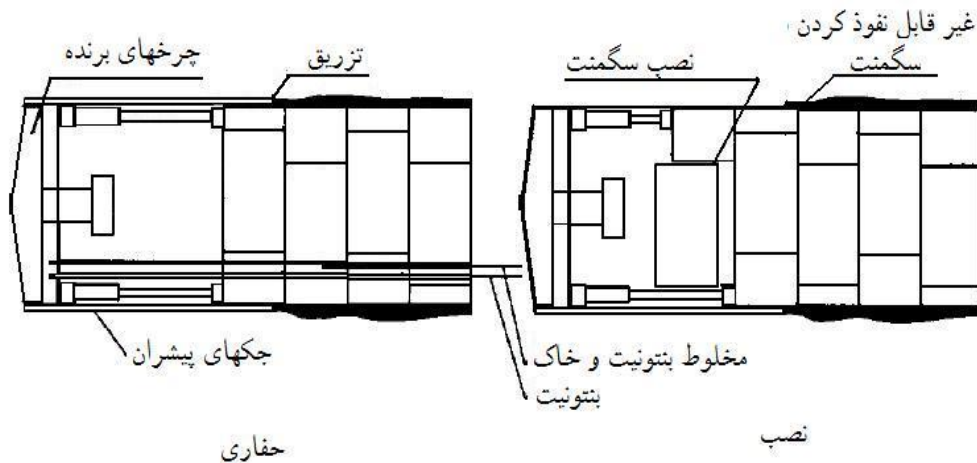 غیر قابل نفوذ کردن
سگمنت
نصب سگمنت
تزریق
چرخهای برنده
مخلوط بنتونیت و خاک
بنتونیت
جکهای پیشران
نصب
حفاری